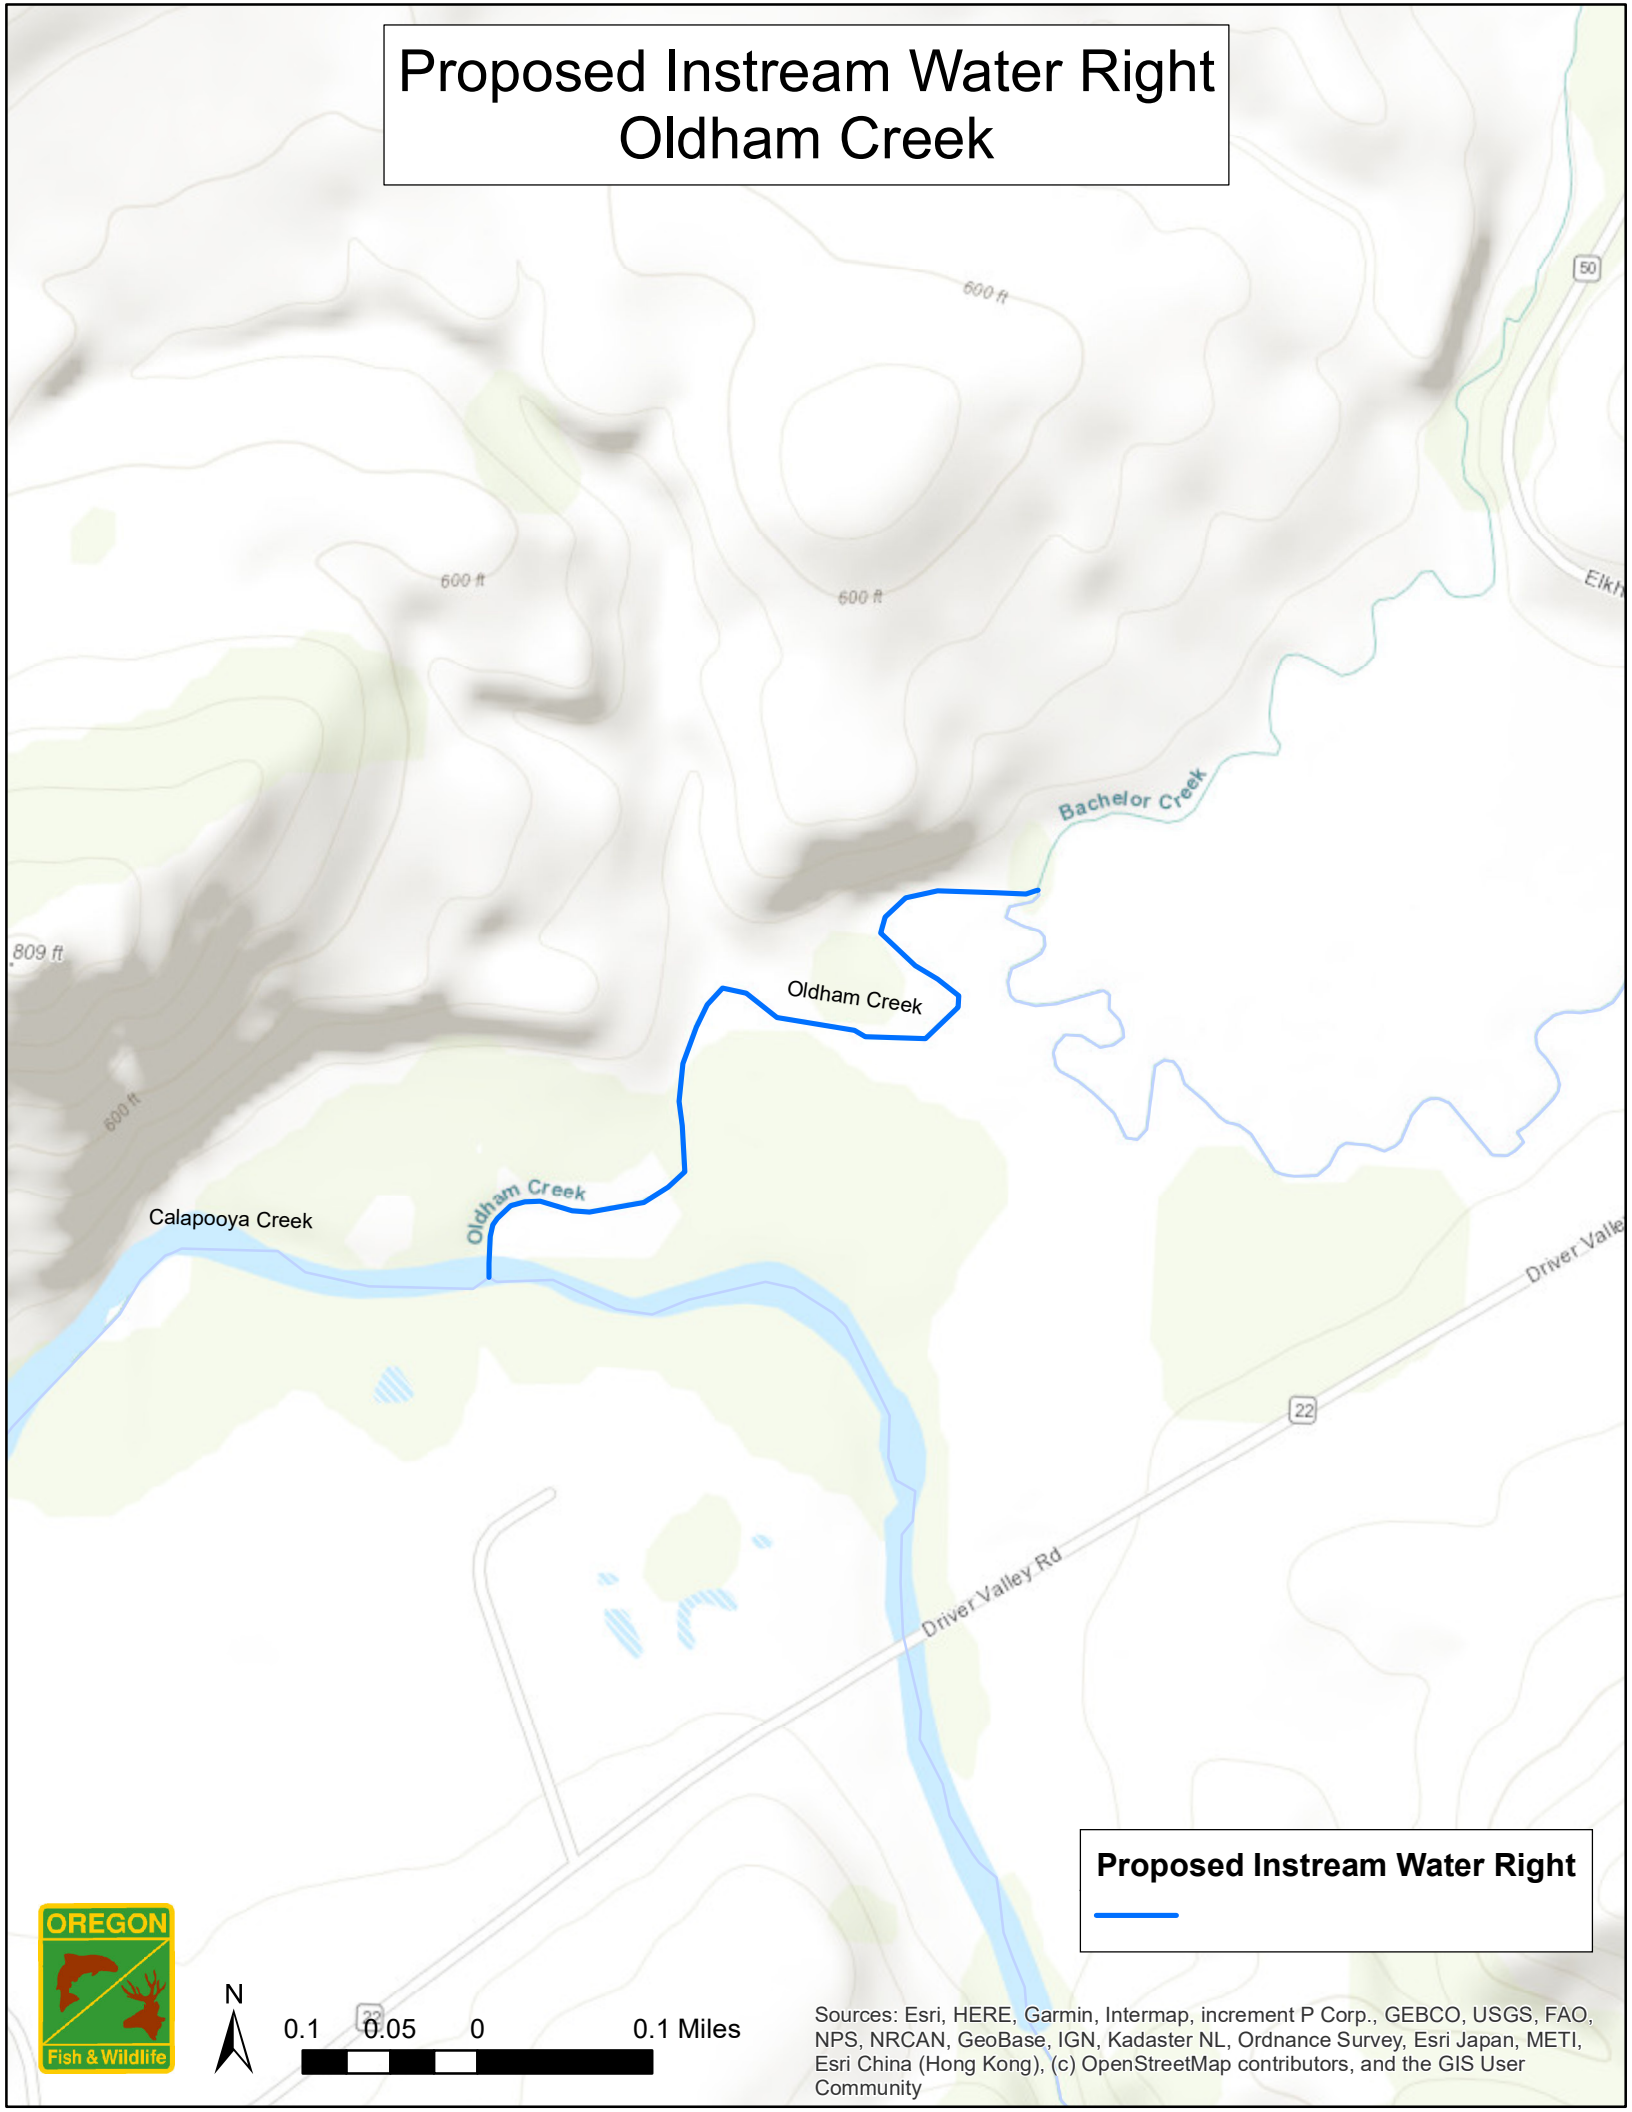 Proposed Instream Water Right
Oldham Creek
50
600 ft
600 ft
600 ft
Elkh
Bachelor Creek
809 ft
Oldham Creek
600 ft
Oldham Creek
Calapooya Creek
Driver Valle
22
Driver Valley Rd
Proposed Instream Water Right
OREGON
Fish & Wildlife
N
22
0.1 0.05 0 0.1 Miles
Sources: Esri, HERE, Garmin, Intermap, increment P Corp., GEBCO, USGS, FAO,
NPS, NRCAN, GeoBase, IGN, Kadaster NL, Ordnance Survey, Esri Japan, METI,
Esri China (Hong Kong), (c) OpenStreetMap contributors, and the GIS User
Community